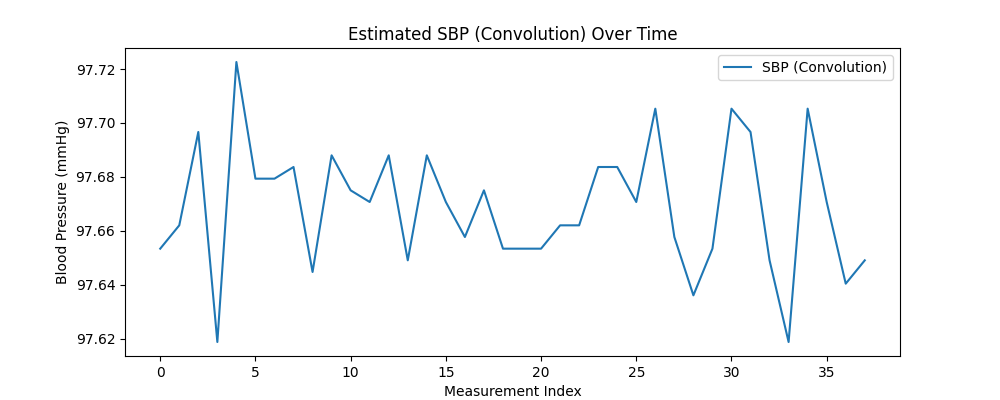 Estimated SBP (Convolution) Over Time
SBP (Convolution)
Blood Pressure (mmHg)
97.72
97.70
97.68
97.66
97.64
97.62
0 5 10 15 20 25 30 35
Measurement Index